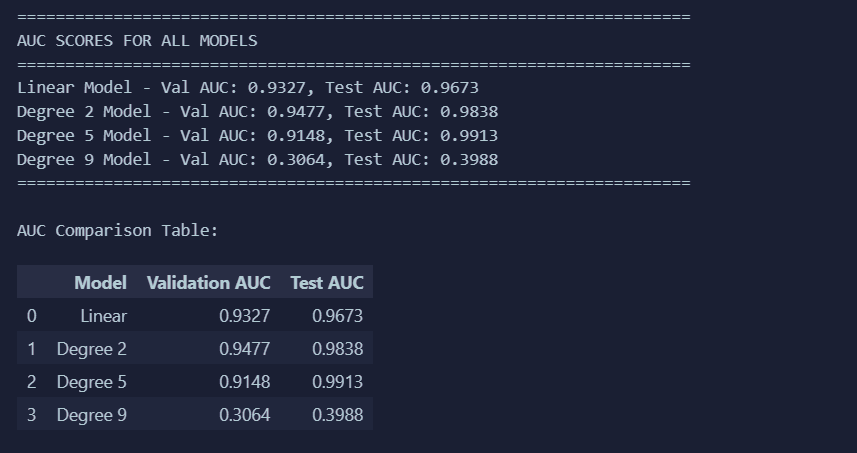 ======================================================================
AUC SCORES FOR ALL MODELS
======================================================================
Linear Model - Val AUC: 0.9327, Test AUC: 0.9673
Degree 2 Model - Val AUC: 0.9477, Test AUC: 0.9838
Degree 5 Model - Val AUC: 0.9148, Test AUC: 0.9913
Degree 9 Model - Val AUC: 0.3064, Test AUC: 0.3988
======================================================================
AUC Comparison Table:
Model Validation AUC Test AUC
0 Linear 0.9327 0.9673
1 Degree 2 0.9477 0.9838
2 Degree 5 0.9148 0.9913
3 Degree 9 0.3064 0.3988